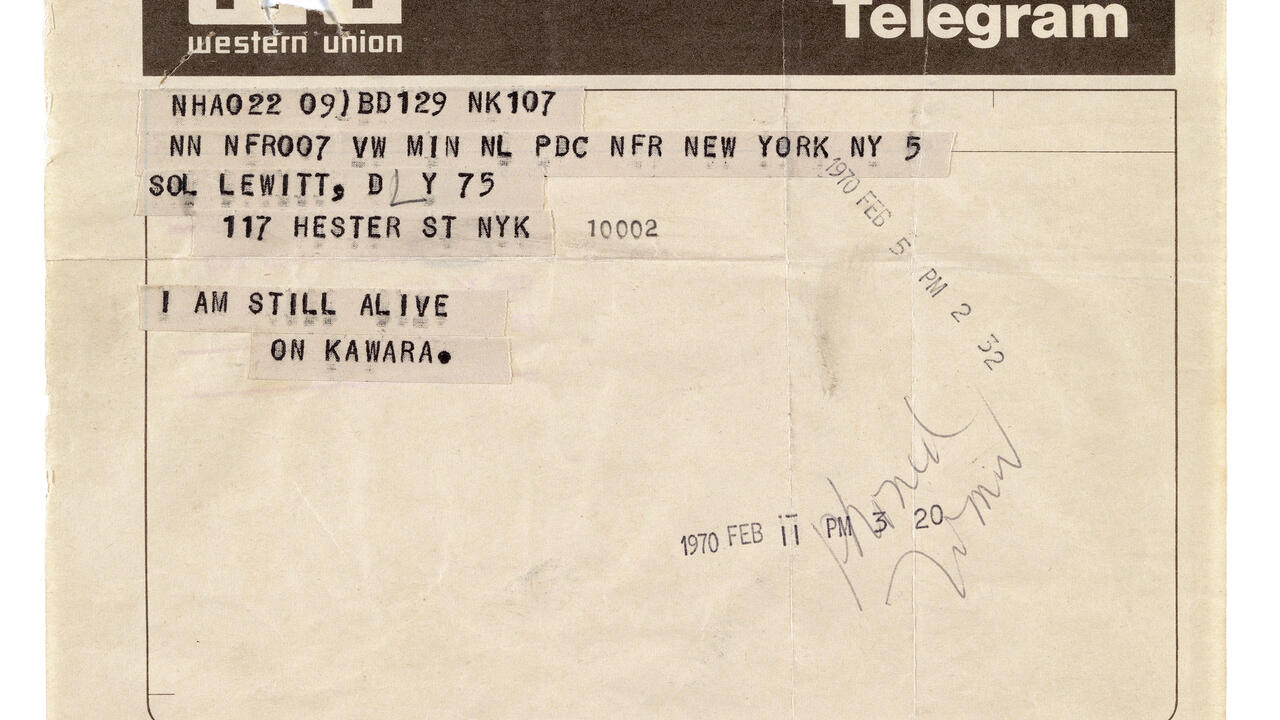 western union
Telegram
NHA022 09)BD129 NK107
NN NFR007 VW MIN NL PDC NFR NEW YORK NY 5
SOL LEWITT, DLY 75
117 HESTER ST NYK 10002
I AM STILL ALIVE
ON KAWARA.
1970 FEB 5 PM 2 32
phoned
1970 FEB 11 PM 3 20